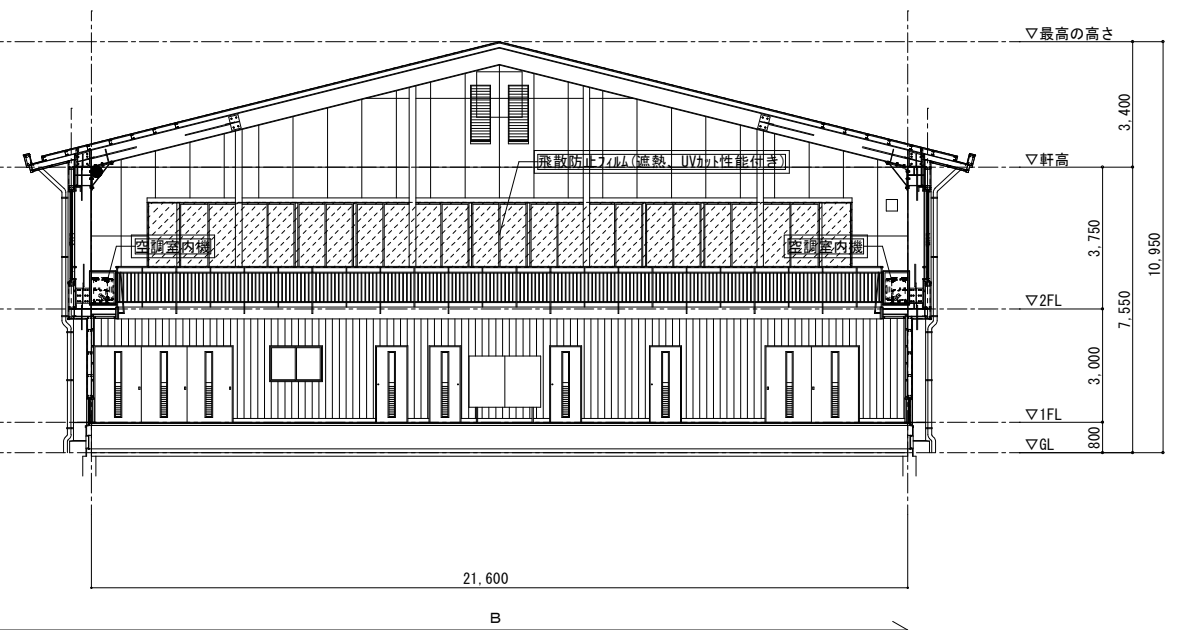 ▽最高の高さ
3,400
▽軒高
飛散防止フィルム(遮熱、UVカット性能付き)
空調室内機
空調室内機
3,750
10,950
▽2FL
7,550
3,000
▽1FL
800
▽GL
21,600
B